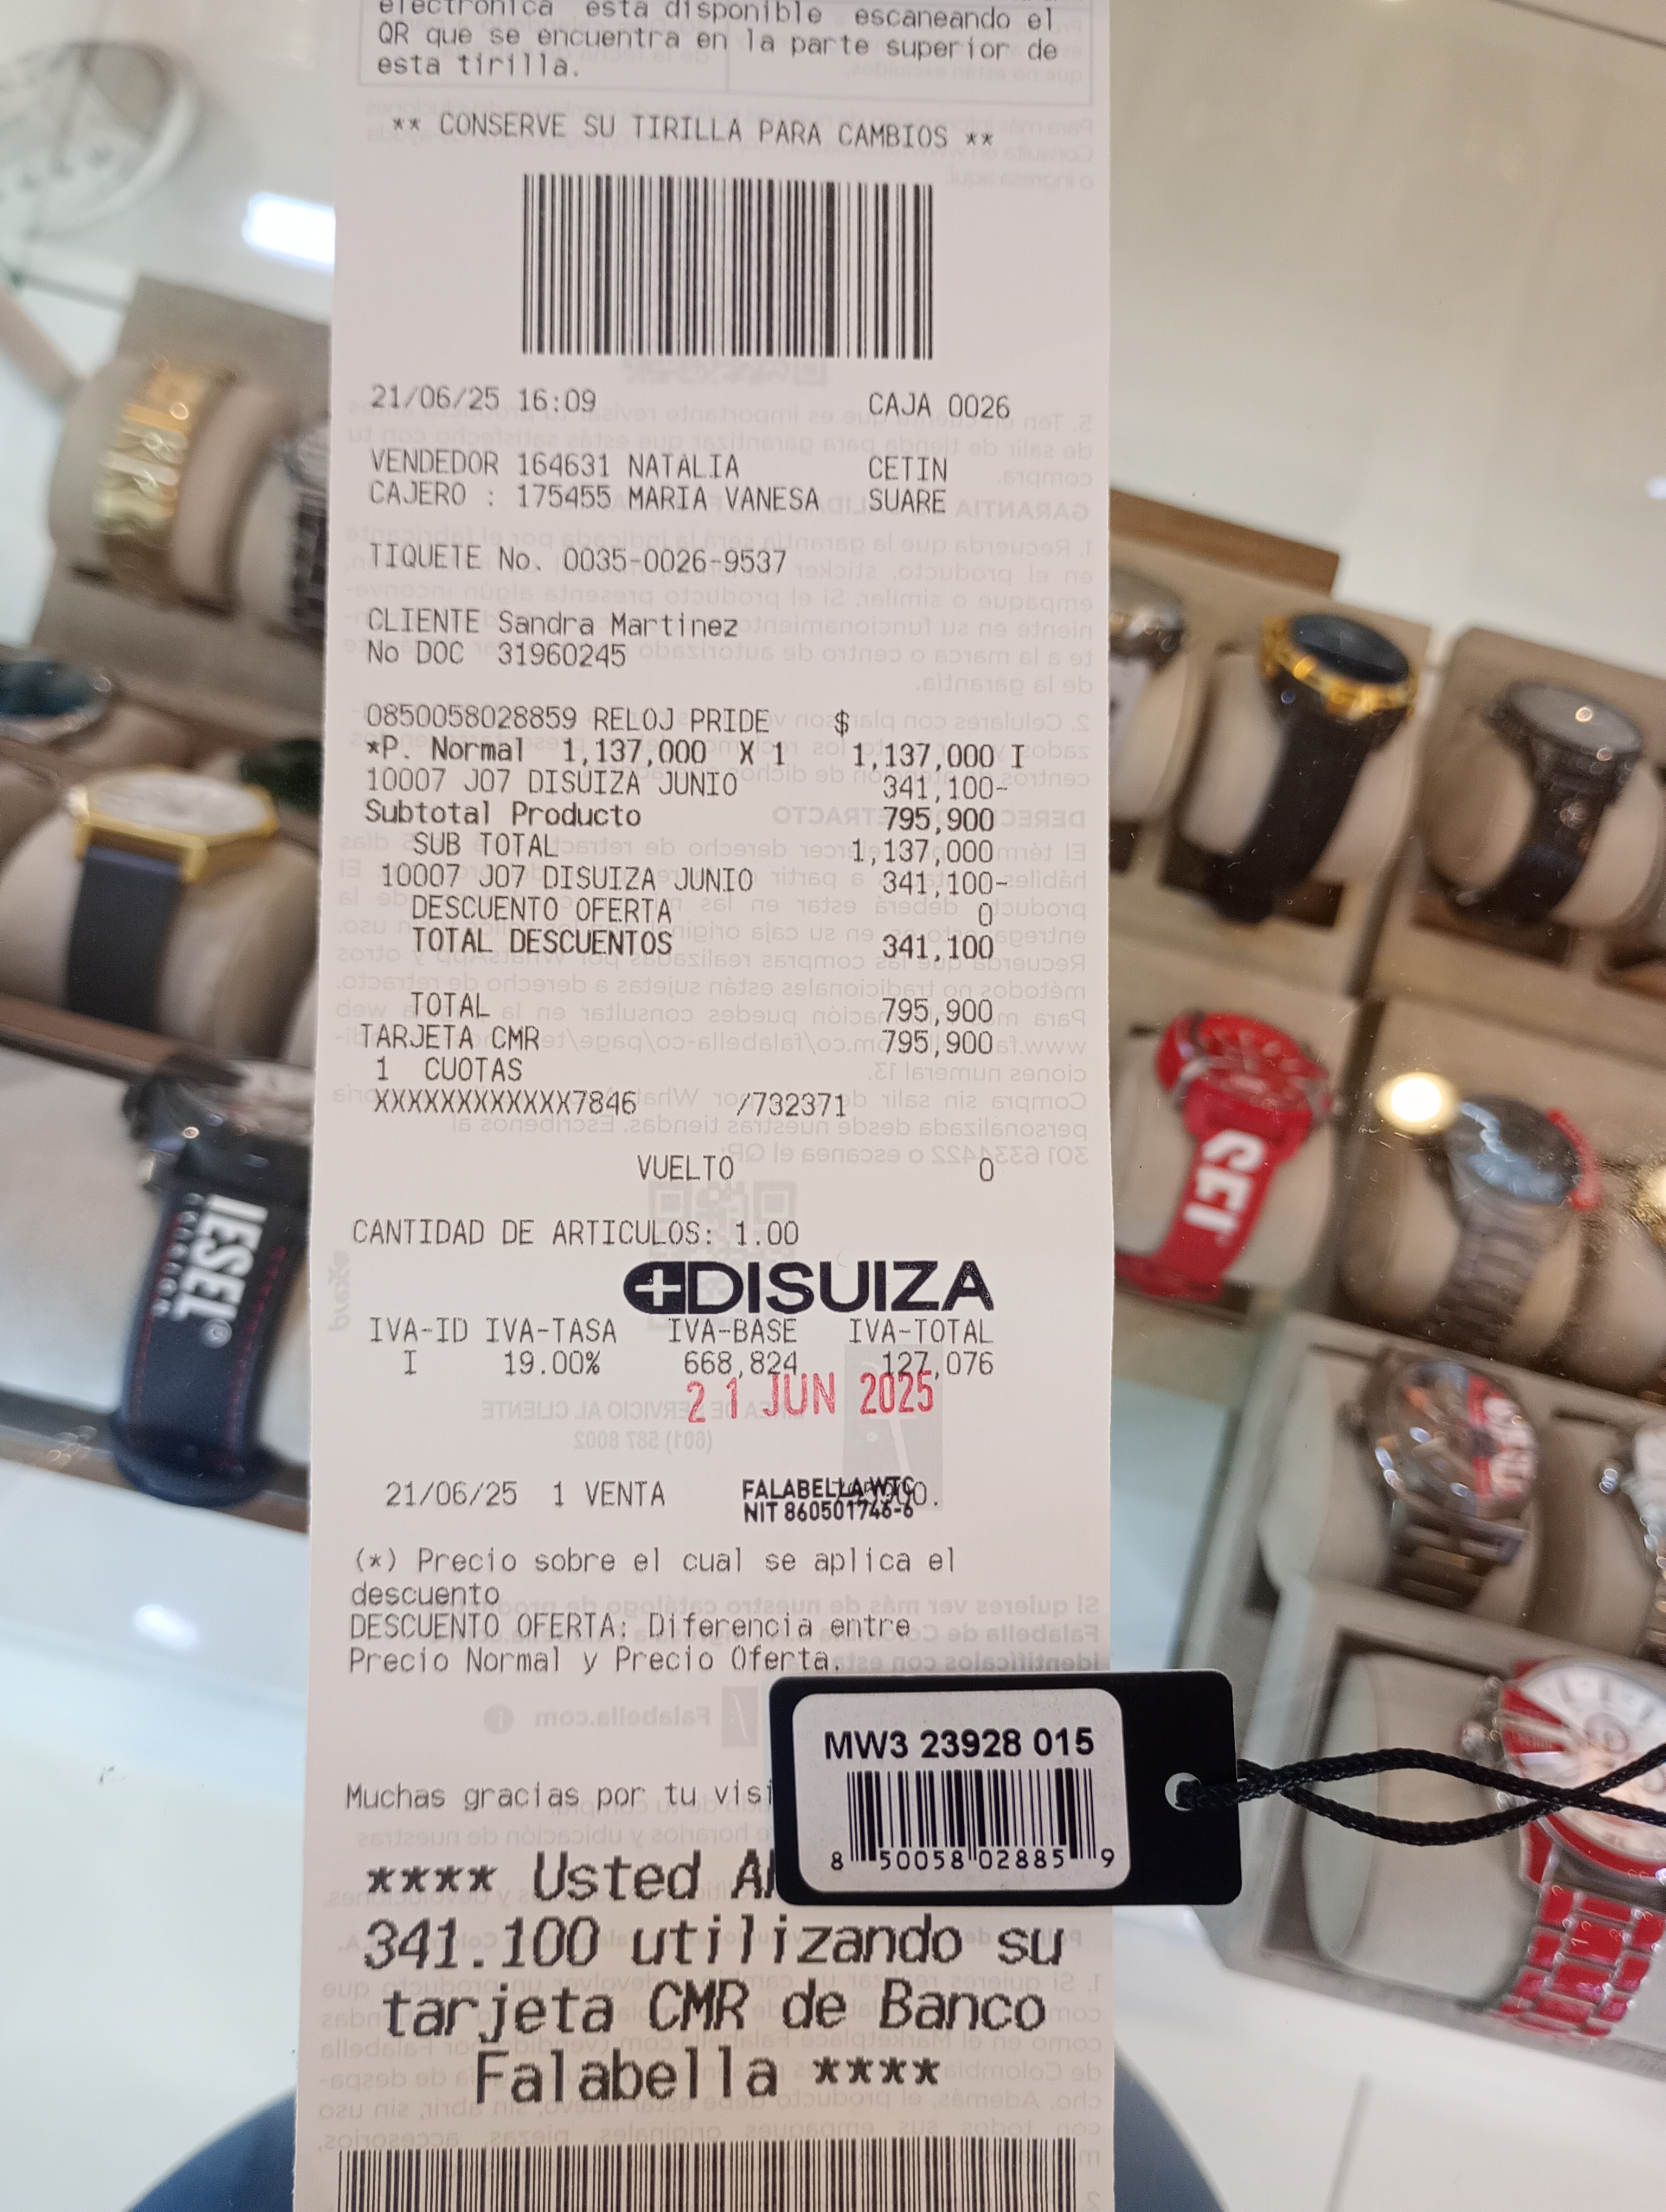 electrónica esta disponible escaneando el
QR que se encuentra en la parte superior de
esta tirilla.
** CONSERVE SU TIRILLA PARA CAMBIOS **
21/06/25 16:09 CAJA 0026
VENDEDOR 164631 NATALIA CETIN
CAJERO : 175455 MARIA VANESA SUARE
TIQUETE No. 0035-0026-9537
CLIENTE Sandra Martinez
No DOC 31960245
0850058028859 RELOJ PRIDE $
*P. Normal 1,137,000 X 1 1,137,000 I
10007 J07 DISUIZA JUNIO 341,100-
Subtotal Producto 795,900
SUB TOTAL 1,137,000
10007 J07 DISUIZA JUNIO 341,100-
DESCUENTO OFERTA 0
TOTAL DESCUENTOS 341,100
TOTAL 795,900
TARJETA CMR 795,900
1 CUOTAS
XXXXXXXXXXXX7846 /732371
VUELTO 0
CANTIDAD DE ARTICULOS: 1.00
DISUIZA
IVA-ID IVA-TASA IVA-BASE IVA-TOTAL
I 19.00% 668,824 127,076
21 JUN 2025
21/06/25 1 VENTA
FALABELLA WTC
NIT 860501746-6
(*) Precio sobre el cual se aplica el
descuento
DESCUENTO OFERTA: Diferencia entre
Precio Normal y Precio Oferta.
MW3 23928 015
8 50058 02885 9
Muchas gracias por tu visi
**** Usted
341.100 utilizando su
tarjeta CMR de Banco
Falabella ****
IESEL
SEL